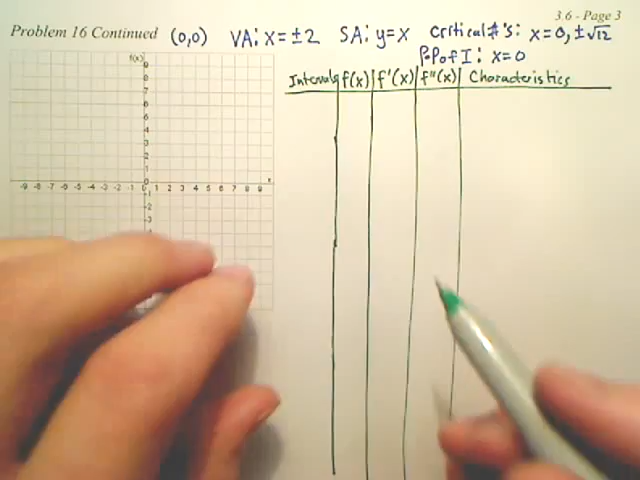 3.6 - Page 3
Problem 16 Continued (0,0) VA: x = ±2 SA: y=x Critical #'s: x=0, ±√12
P.P of I: x=0
f(x)
Intervals f(x) f'(x) f"(x) Characteristics
9
7
6
5
4
3
2
1
0
-9 -8 -7 -6 -5 -4 -3 -2 -1 1 2 3 4 5 6 7 8 9
-1
-2
-3